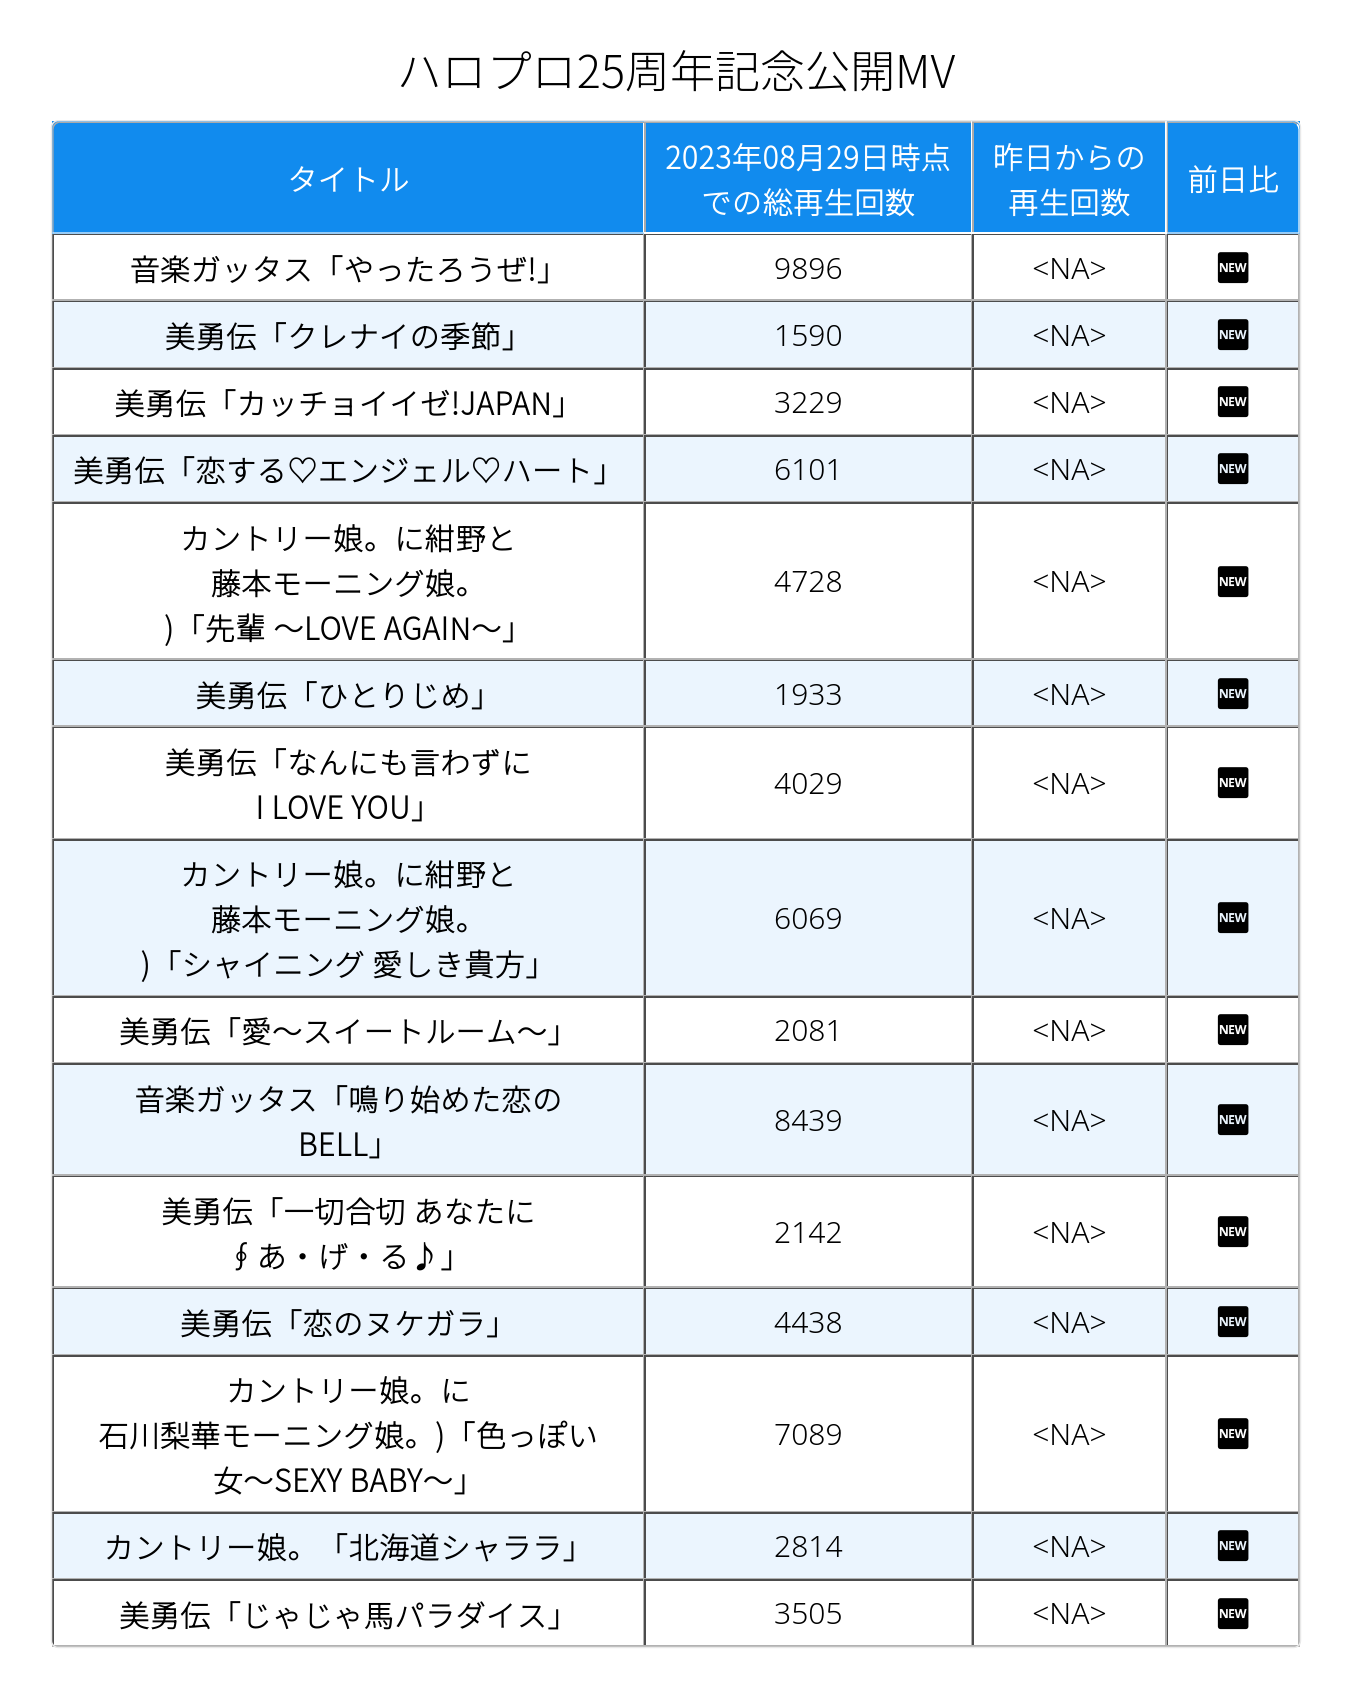 ハロプロ25周年記念公開MV
タイトル
2023年08月29日時点
での総再生回数
昨日からの
再生回数
前日比
音楽ガッタス「やったろうぜ!」 9896 <NA> NEW
美勇伝「クレナイの季節」 1590 <NA> NEW
美勇伝「カッチョイイゼ!JAPAN」 3229 <NA> NEW
美勇伝「恋する♡エンジェル♡ハート」 6101 <NA> NEW
カントリー娘。に紺野と
藤本モーニング娘。
)「先輩 〜LOVE AGAIN〜」
4728 <NA> NEW
美勇伝「ひとりじめ」 1933 <NA> NEW
美勇伝「なんにも言わずに
I LOVE YOU」
4029 <NA> NEW
カントリー娘。に紺野と
藤本モーニング娘。
)「シャイニング 愛しき貴方」
6069 <NA> NEW
美勇伝「愛〜スイートルーム〜」 2081 <NA> NEW
音楽ガッタス「鳴り始めた恋の
BELL」
8439 <NA> NEW
美勇伝「一切合切 あなたに
∮あ・げ・る♪」
2142 <NA> NEW
美勇伝「恋のヌケガラ」 4438 <NA> NEW
カントリー娘。に
石川梨華モーニング娘。)「色っぽい
女〜SEXY BABY〜」
7089 <NA> NEW
カントリー娘。「北海道シャララ」 2814 <NA> NEW
美勇伝「じゃじゃ馬パラダイス」 3505 <NA> NEW